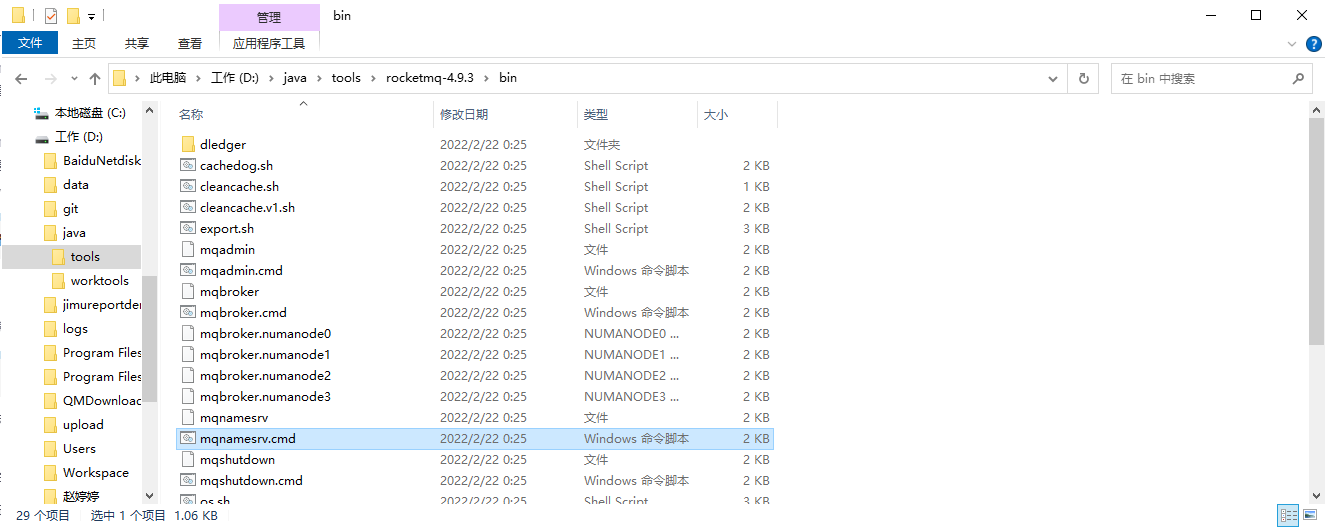 管理
bin
文件 主页 共享 查看 应用程序工具
此电脑 工作 (D:) java tools rocketmq-4.9.3 bin
在 bin 中搜索
本地磁盘 (C:)
工作 (D:)
BaiduNetdisk
data
git
java
tools
worktools
jimureportde
logs
Program Files
Program Files
QMDownload
upload
Users
Workspace
赵婷婷
名称 修改日期 类型 大小
dledger 2022/2/22 0:25 文件夹
cachedog.sh 2022/2/22 0:25 Shell Script 2 KB
cleancache.sh 2022/2/22 0:25 Shell Script 1 KB
cleancache.v1.sh 2022/2/22 0:25 Shell Script 2 KB
export.sh 2022/2/22 0:25 Shell Script 3 KB
mqadmin 2022/2/22 0:25 文件 2 KB
mqadmin.cmd 2022/2/22 0:25 Windows 命令脚本 2 KB
mqbroker 2022/2/22 0:25 文件 2 KB
mqbroker.cmd 2022/2/22 0:25 Windows 命令脚本 2 KB
mqbroker.numanode0 2022/2/22 0:25 NUMANODE0 ... 2 KB
mqbroker.numanode1 2022/2/22 0:25 NUMANODE1 ... 2 KB
mqbroker.numanode2 2022/2/22 0:25 NUMANODE2 ... 2 KB
mqbroker.numanode3 2022/2/22 0:25 NUMANODE3 ... 2 KB
mqnamesrv 2022/2/22 0:25 文件 2 KB
mqnamesrv.cmd 2022/2/22 0:25 Windows 命令脚本 2 KB
mqshutdown 2022/2/22 0:25 文件 2 KB
mqshutdown.cmd 2022/2/22 0:25 Windows 命令脚本 2 KB
os.sh 2022/2/22 0:25 Shell Script 3 KB
29 个项目 选中 1 个项目 1.06 KB